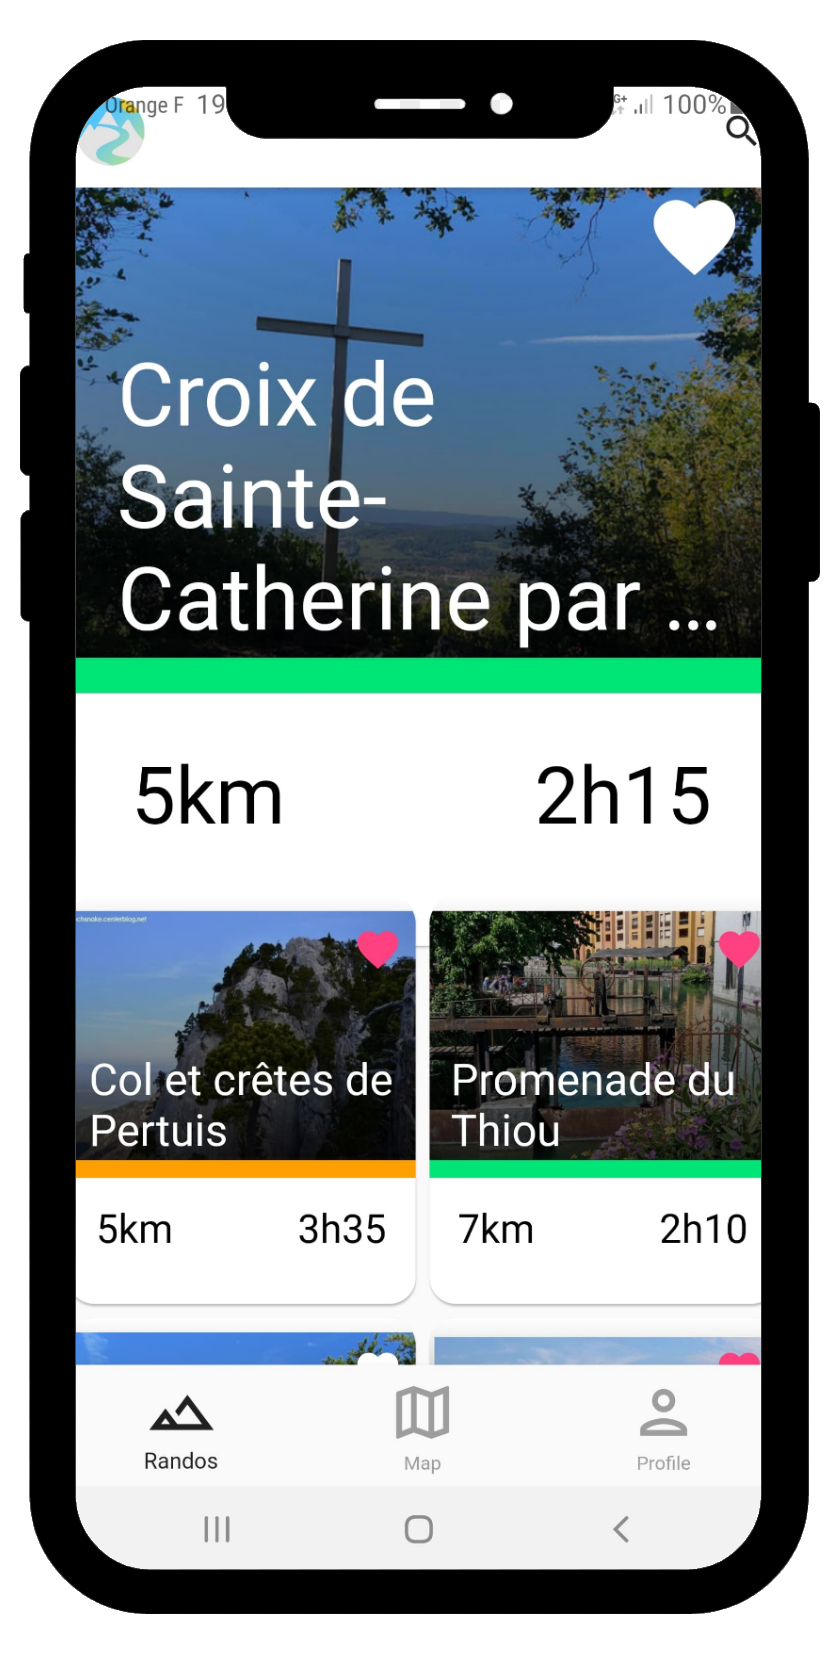 Orange F 19
G+ 100%
Croix de
Sainte-
Catherine par ...
5km 2h15
Col et crêtes de
Pertuis
Promenade du
Thiou
5km 3h35
7km 2h10
Randos Map Profile